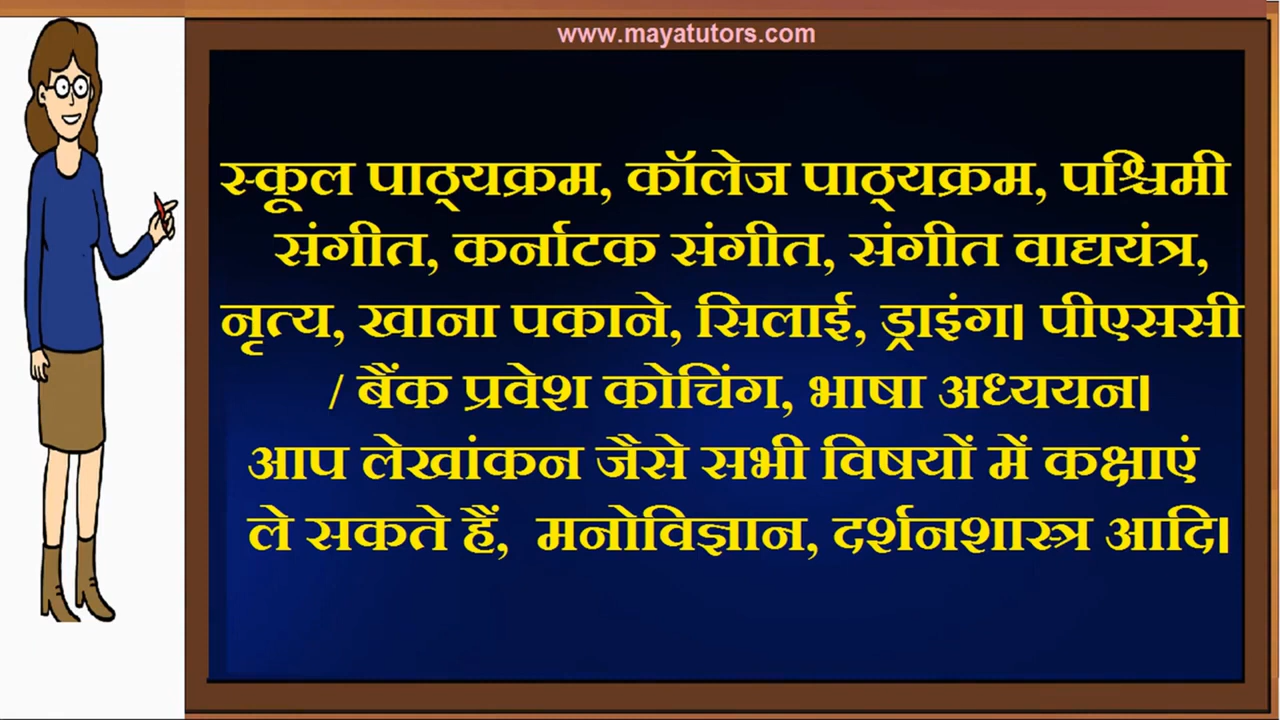 www.mayatutors.com
स्कूल पाठ्यक्रम, कॉलेज पाठ्यक्रम, पश्चिमी
संगीत, कर्नाटक संगीत, संगीत वाद्ययंत्र,
नृत्य, खाना पकाने, सिलाई, ड्राइंग। पीएससी
/ बैंक प्रवेश कोचिंग, भाषा अध्ययन।
आप लेखांकन जैसे सभी विषयों में कक्षाएं
ले सकते हैं, मनोविज्ञान, दर्शनशास्त्र आदि।